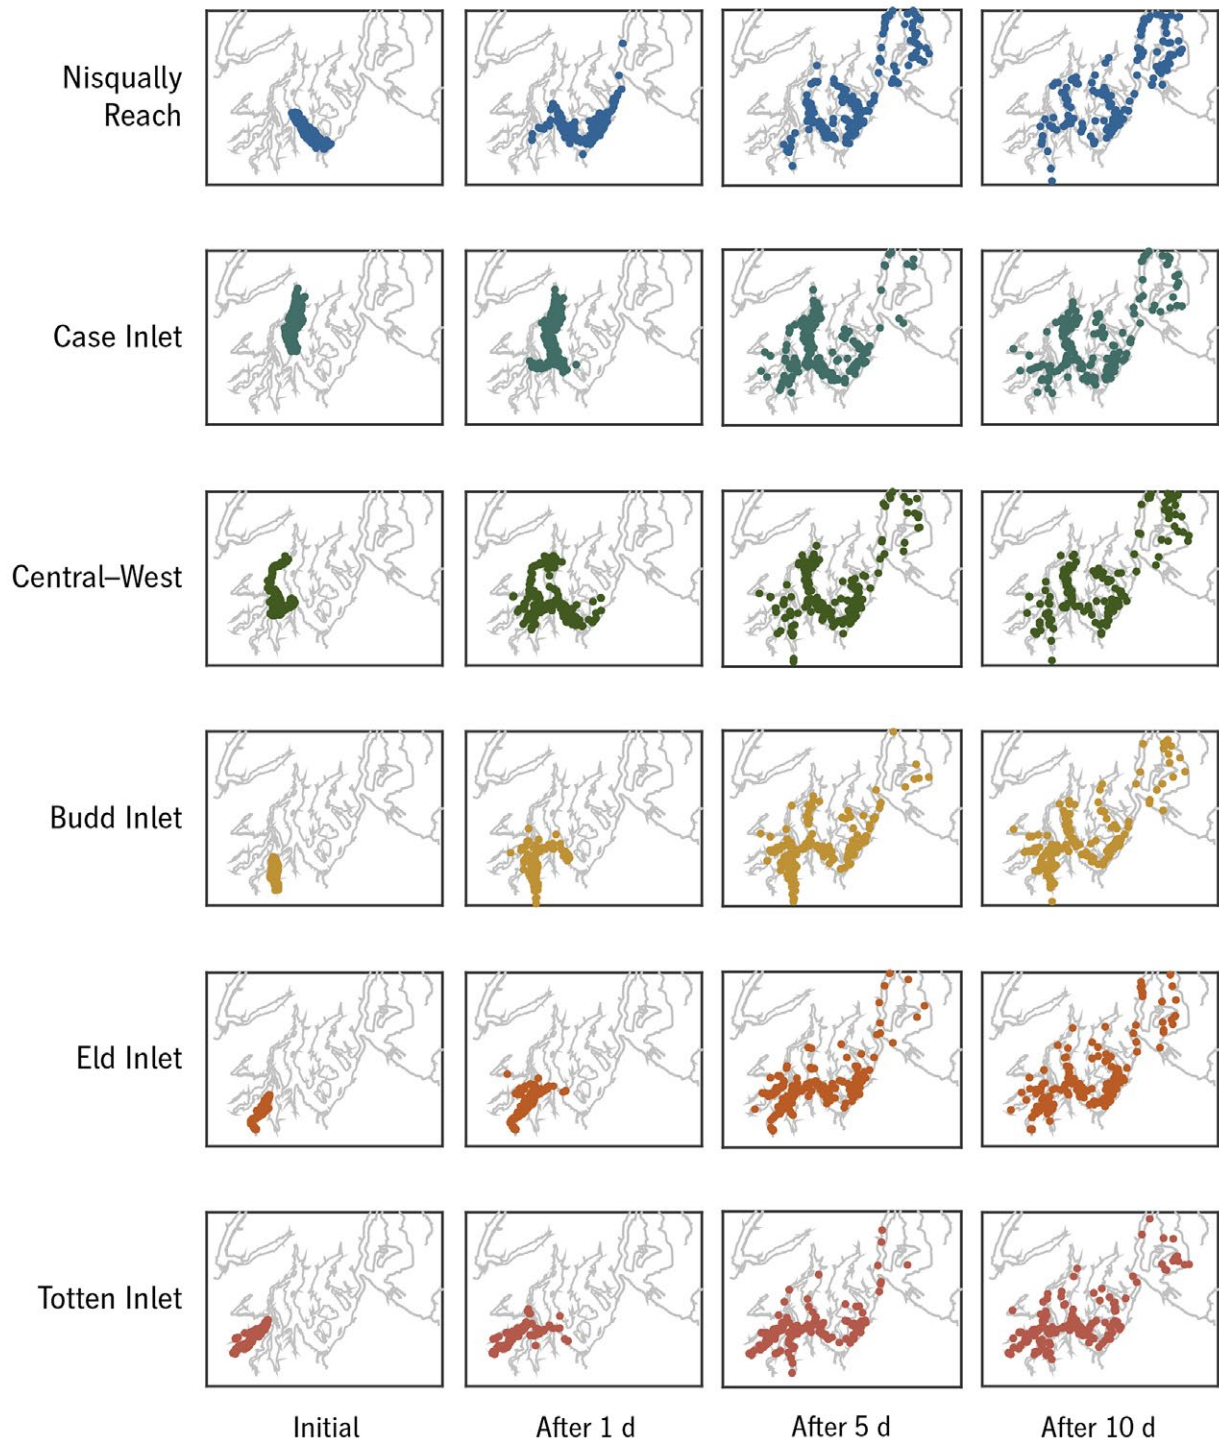 Nisqually
Reach
Case Inlet
Central–West
Budd Inlet
Eld Inlet
Totten Inlet
Initial
After 1 d
After 5 d
After 10 d